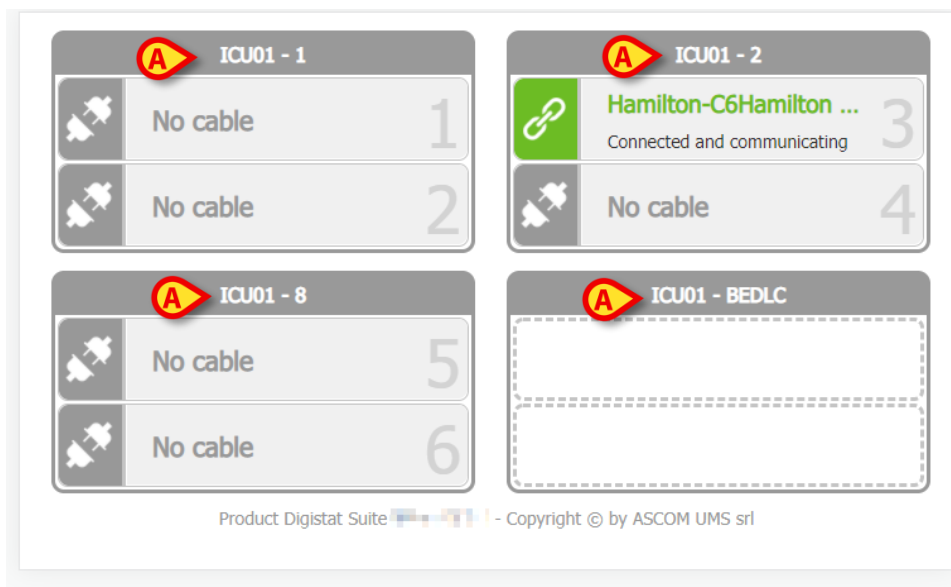 A ICU01 - 1
No cable 1
No cable 2
A ICU01 - 2
Hamilton-C6Hamilton ... 3
Connected and communicating
No cable 4
A ICU01 - 8
No cable 5
No cable 6
A ICU01 - BEDLC
Product Digistat Suite - Copyright © by ASCOM UMS srl